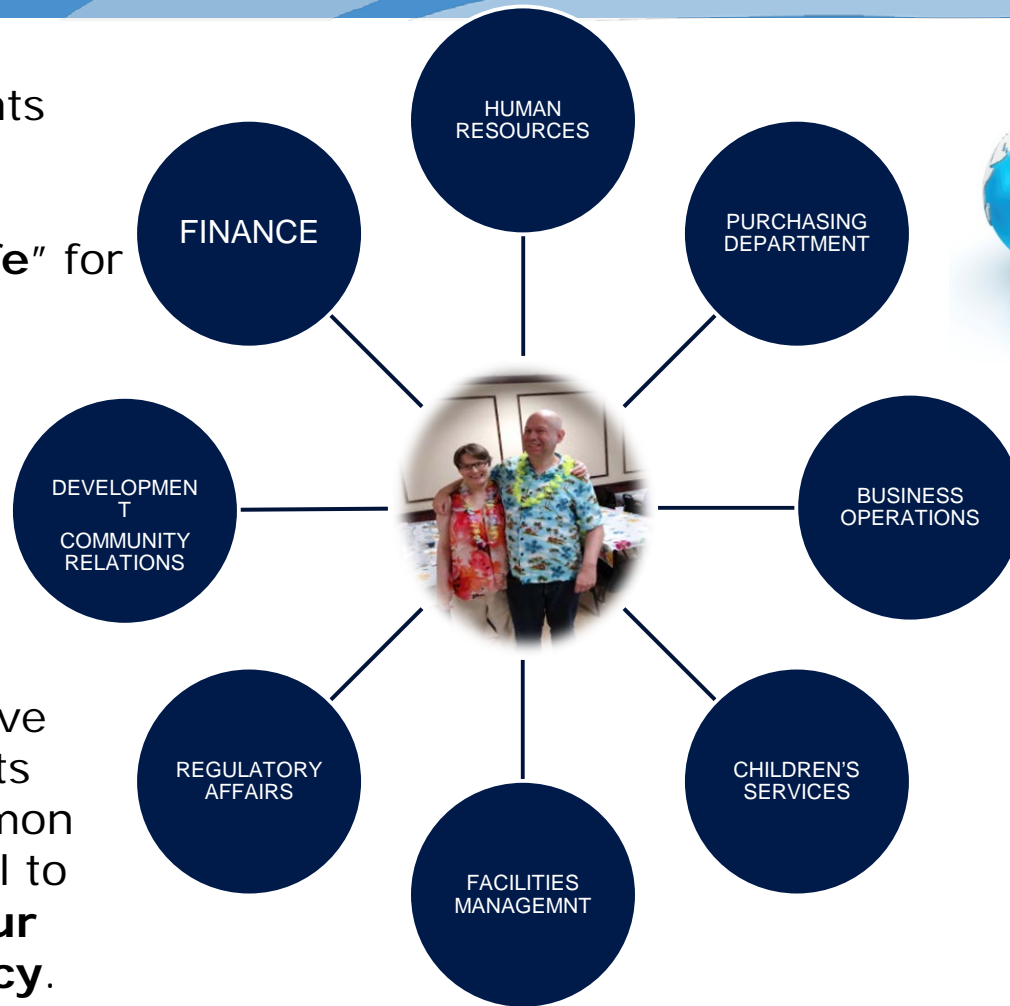 nts
fe" for
ve
ts
mon
l to
ur
cy.
HUMAN
RESOURCES
PURCHASING
DEPARTMENT
BUSINESS
OPERATIONS
CHILDREN'S
SERVICES
FACILITIES
MANAGEMNT
REGULATORY
AFFAIRS
DEVELOPMEN
T
COMMUNITY
RELATIONS
FINANCE